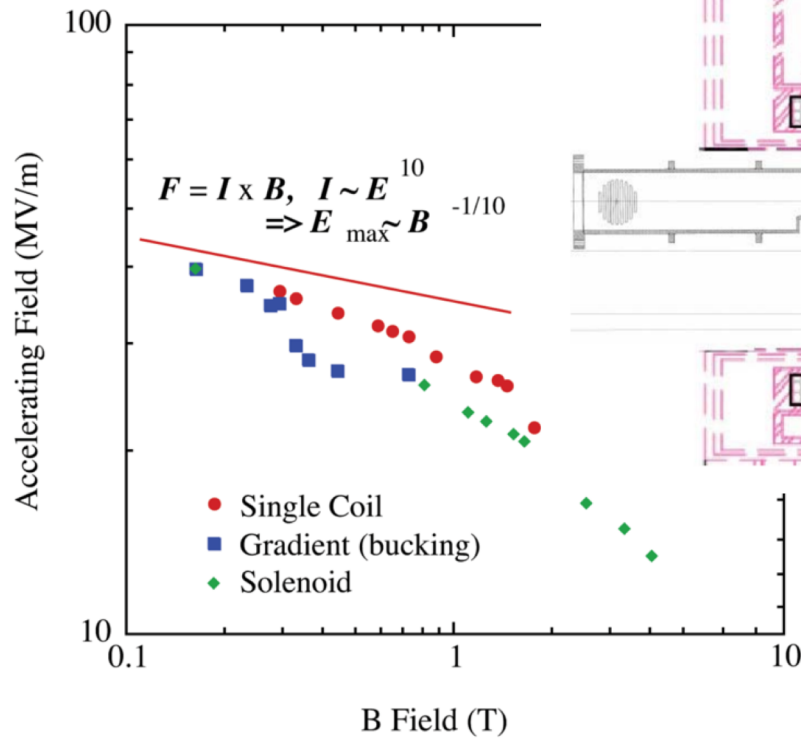 100
Accelerating Field (MV/m)
F = I x B, I ~ E 10
=> E max ~ B -1/10
Single Coil
Gradient (bucking)
Solenoid
10
0.1 1 10
B Field (T)